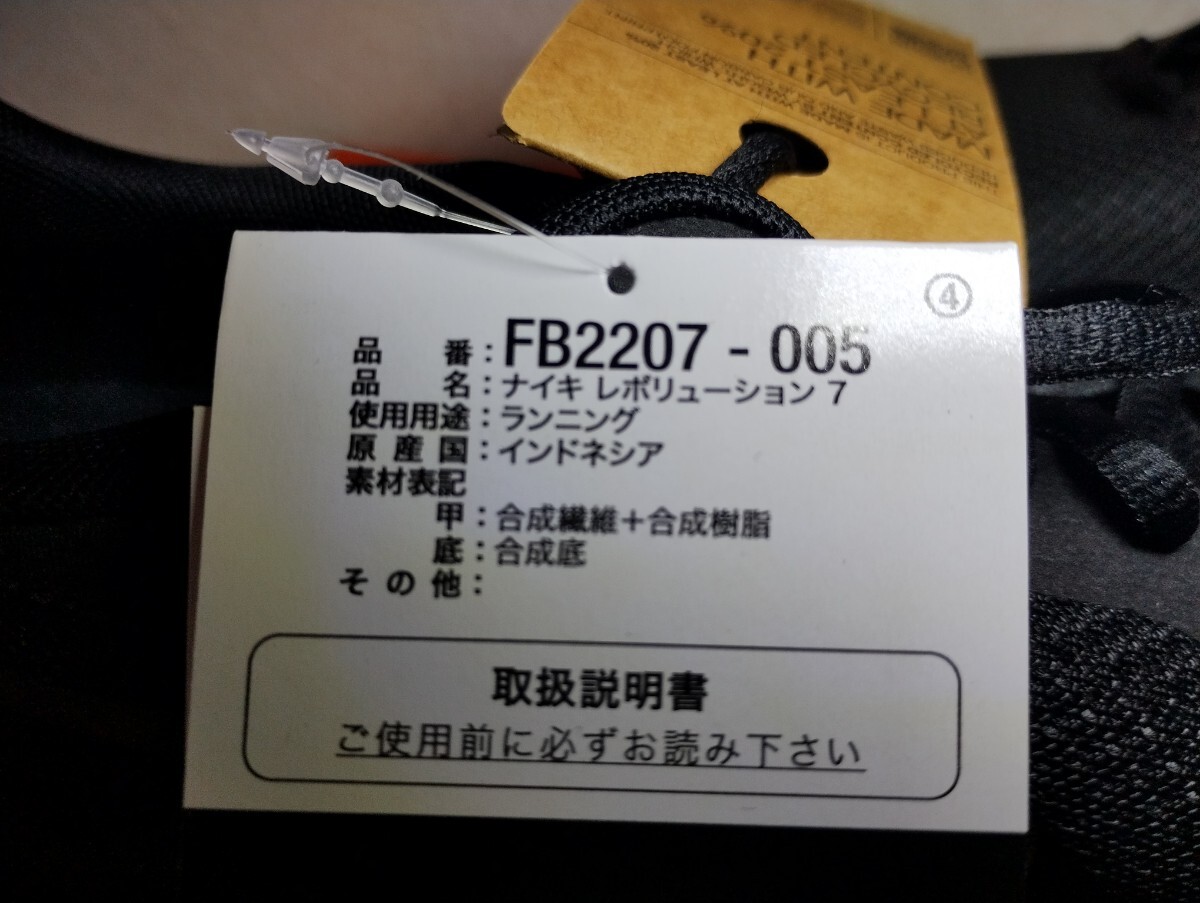 ④
品番：FB2207 - 005
品名：ナイキ レボリューション 7
使用用途：ランニング
原産国：インドネシア
素材表記
甲：合成繊維＋合成樹脂
底：合成底
その他：
取扱説明書
ご使用前に必ずお読み下さい